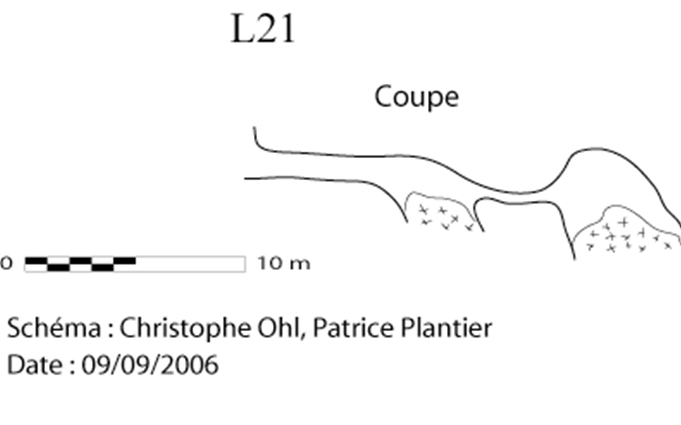 L21
Coupe
0 10 m
Schéma : Christophe Ohl, Patrice Plantier
Date : 09/09/2006